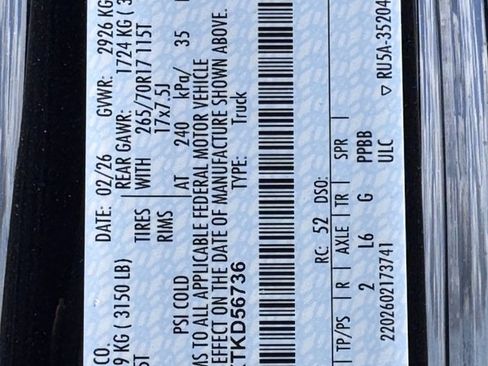 CO. DATE: 02/26 GVWR: 2926 KG
9 KG ( 3150 LB) REAR GAWR: 1724 KG (
5T TIRES WITH 265/70R17 115T
RIMS 17x7.5J
PSI COLD AT 240 kPa/ 35
MS TO ALL APPLICABLE FEDERAL MOTOR VEHICLE
EFFECT ON THE DATE OF MANUFACTURE SHOWN ABOVE.
TKD56736 TYPE: Truck
RC: 52 DSO:
TP/PS R AXLE TR SPR
2 L6 G PPBB
2202602173741 ULC
▽ RU5A-35204